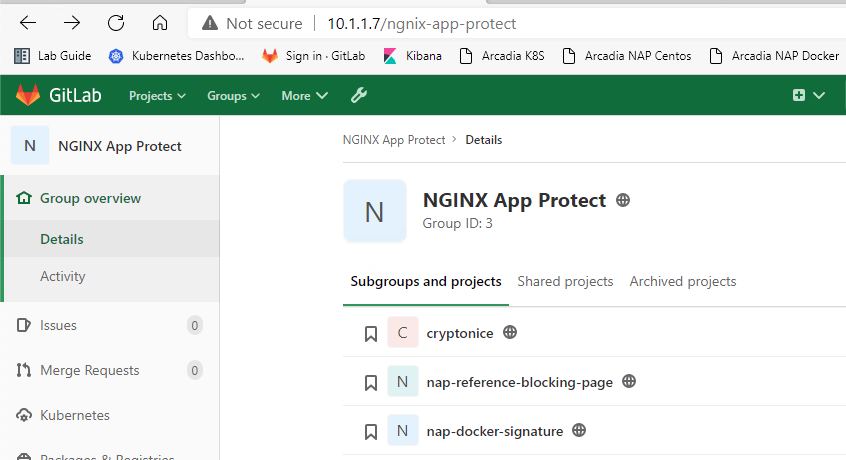 Not secure | 10.1.1.7/ngnix-app-protect
Lab Guide Kubernetes Dashbo... Sign in · GitLab Kibana Arcadia K8S Arcadia NAP Centos Arcadia NAP Docker
GitLab Projects Groups More
N NGINX App Protect
Group overview
Details
Activity
Issues 0
Merge Requests 0
Kubernetes
Packages & Registries
NGINX App Protect > Details
N
NGINX App Protect
Group ID: 3
Subgroups and projects Shared projects Archived projects
C cryptonice
N nap-reference-blocking-page
N nap-docker-signature